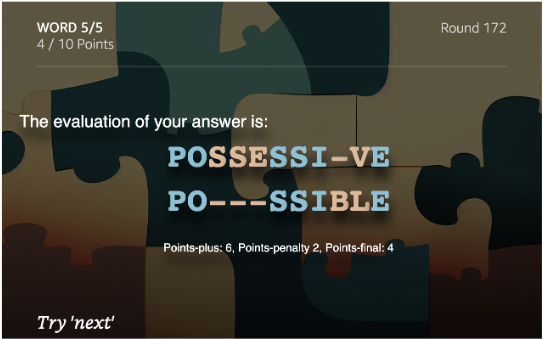 WORD 5/5
Round 172
4 / 10 Points
The evaluation of your answer is:
POSSESSI-VE
PO---SSIBLE
Points-plus: 6, Points-penalty 2, Points-final: 4
Try 'next'